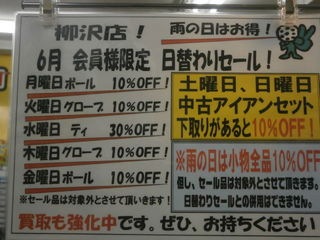 柳沢店！
雨の日はお得！
6月 会員様限定 日替わりセール！
月曜日 ボール 10%OFF！
火曜日 グローブ 10%OFF！
水曜日 ティ 30%OFF！
木曜日 グローブ 10%OFF！
金曜日 ボール 10%OFF！
※セール品は対象外とさせて頂います！
土曜日、日曜日
中古アイアンセット
下取りがあると10%OFF！
※雨の日は小物全品10%OFF
但し、セール品は対象外とさせて頂きます。
日替わりセールとの併用はできません。
買取も強化中です。ぜひ、お持ちください